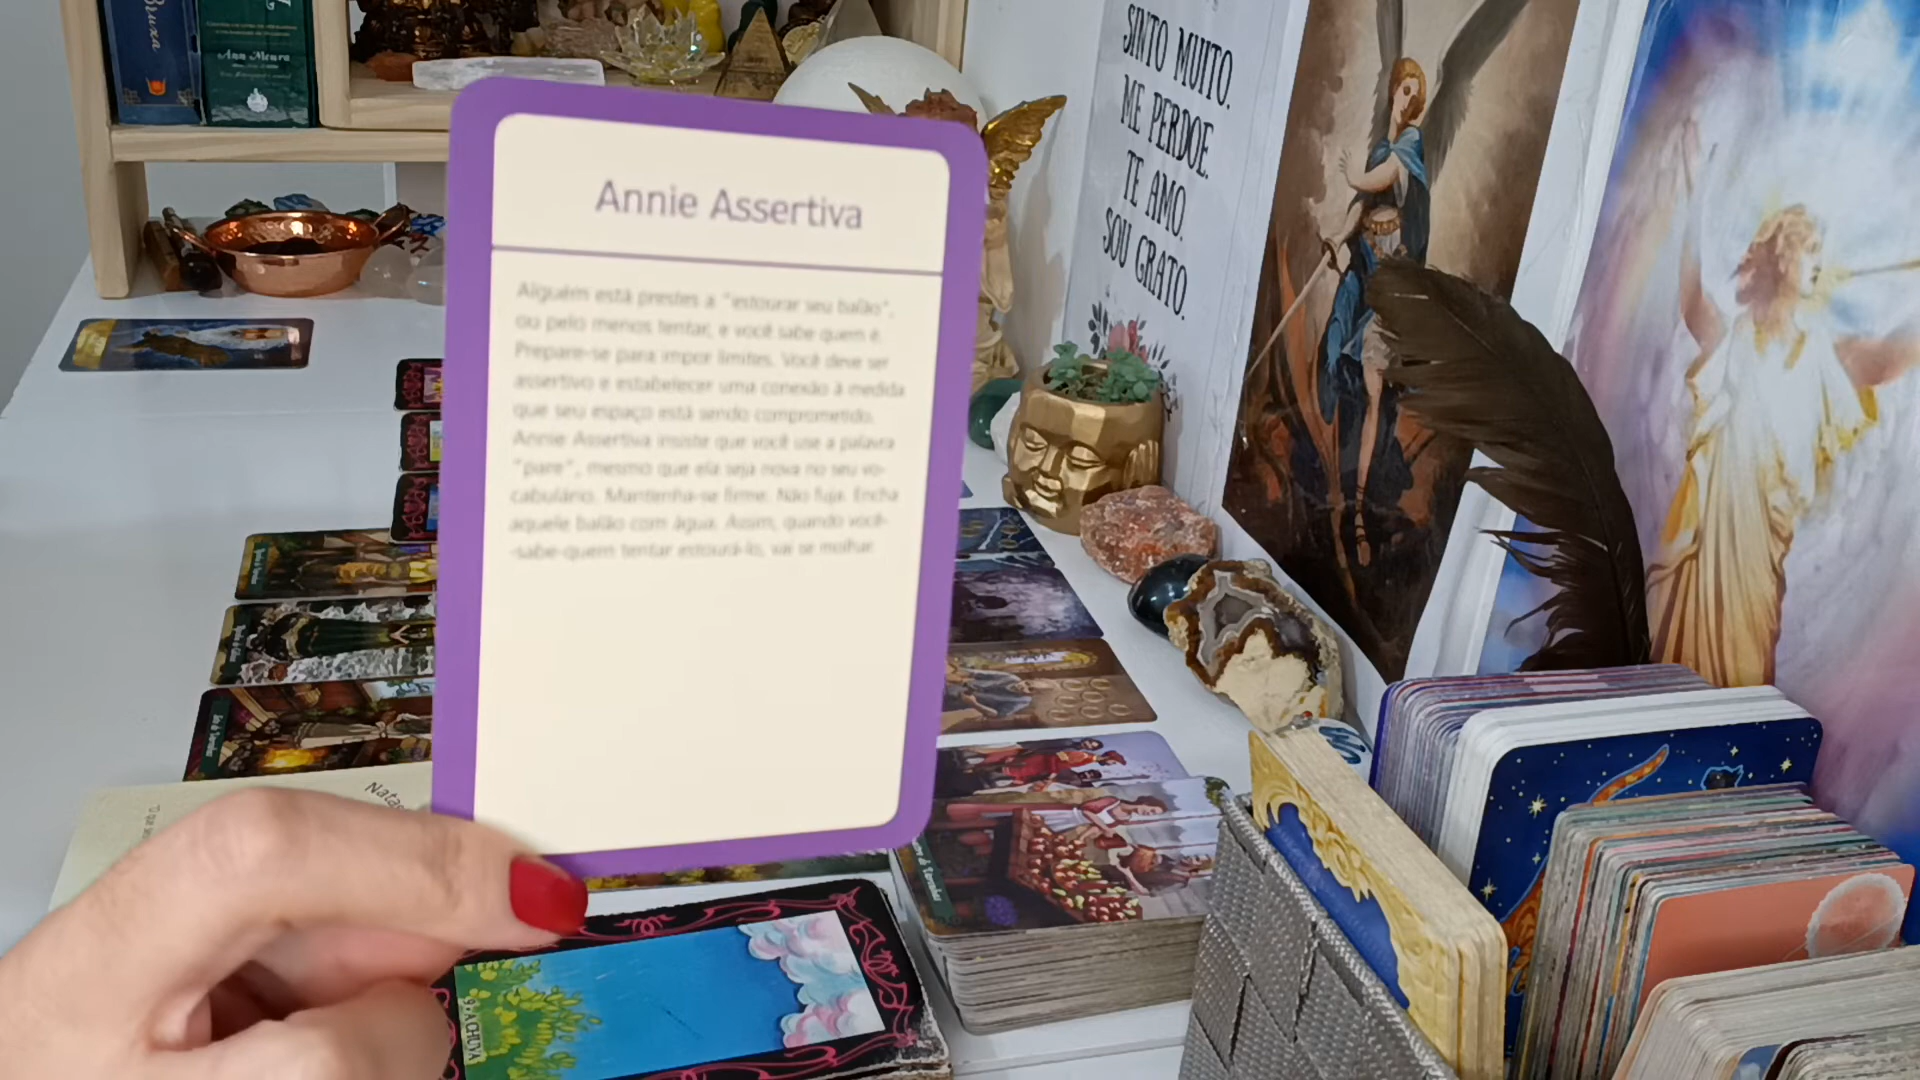 Bruxa
Ann Moura
SINTO MUITO.
ME PERDOE.
TE AMO.
SOU GRATO.
Annie Assertiva
Alguém está prestes a "estourar seu balão",
ou pelo menos tentar, e você sabe quem é.
Prepare-se para impor limites. Você deve ser
assertivo e estabelecer uma conexão à medida
que seu espaço está sendo comprometido.
Annie Assertiva insiste que você use a palavra
"pare", mesmo que ela seja nova no seu vo-
cabulário. Mantenha-se firme. Não fuja. Encha
aquele balão com água. Assim, quando você-
-sabe-quem tentar estourá-lo, vai se molhar
Natas